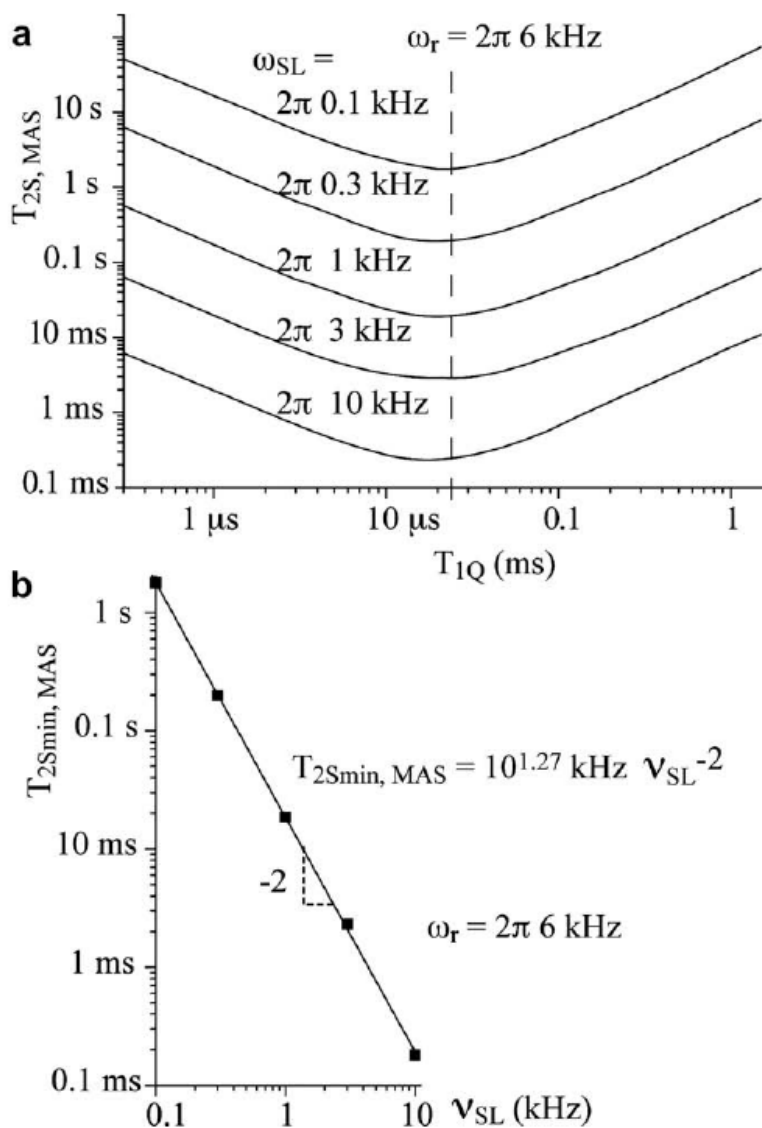 a
ω_SL =
ω_r = 2π 6 kHz
T_2S, MAS
10 s
1 s
0.1 s
10 ms
1 ms
0.1 ms
2π 0.1 kHz
2π 0.3 kHz
2π 1 kHz
2π 3 kHz
2π 10 kHz
1 μs
10 μs
0.1
1
T_1Q (ms)
b
T_2Smin, MAS
1 s
0.1 s
10 ms
1 ms
0.1 ms
T_2Smin, MAS = 10^1.27 kHz ν_SL^-2
-2
ω_r = 2π 6 kHz
0.1
1
10
ν_SL (kHz)